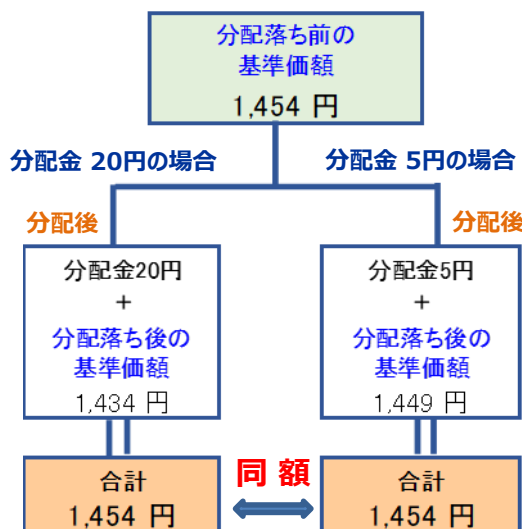 分配落ち前の
基準価額
1,454 円
分配金 20円の場合
分配金 5円の場合
分配後
分配後
分配金20円
+
分配落ち後の
基準価額
1,434 円
分配金5円
+
分配落ち後の
基準価額
1,449 円
合計
1,454 円
同 額
合計
1,454 円